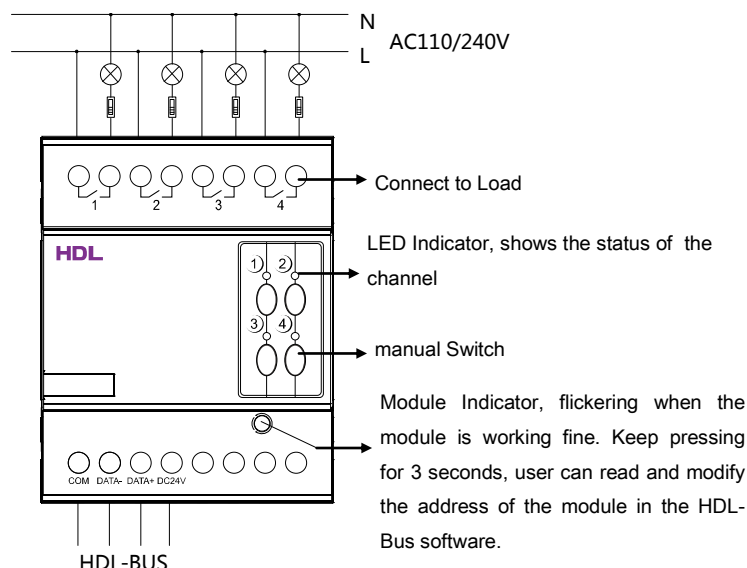 N
L
AC110/240V
Connect to Load
1 2 3 4
HDL
LED Indicator, shows the status of the
channel
1 2
3 4
manual Switch
Module Indicator, flickering when the
module is working fine. Keep pressing
for 3 seconds, user can read and modify
the address of the module in the HDL-
Bus software.
COM DATA- DATA+ DC24V
HDL-BUS